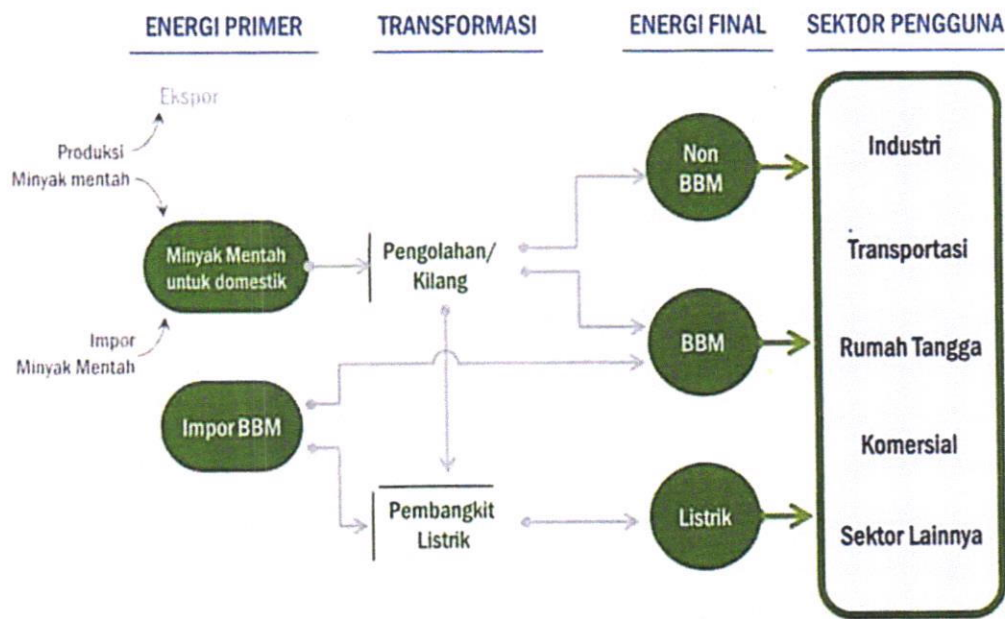 ENERGI PRIMER
TRANSFORMASI
ENERGI FINAL
SEKTOR PENGGUNA
Ekspor
Produksi
Minyak mentah
Minyak Mentah
untuk domestik
Impor
Minyak Mentah
Impor BBM
Pengolahan/
Kilang
Pembangkit
Listrik
Non
BBM
BBM
Listrik
Industri
Transportasi
Rumah Tangga
Komersial
Sektor Lainnya